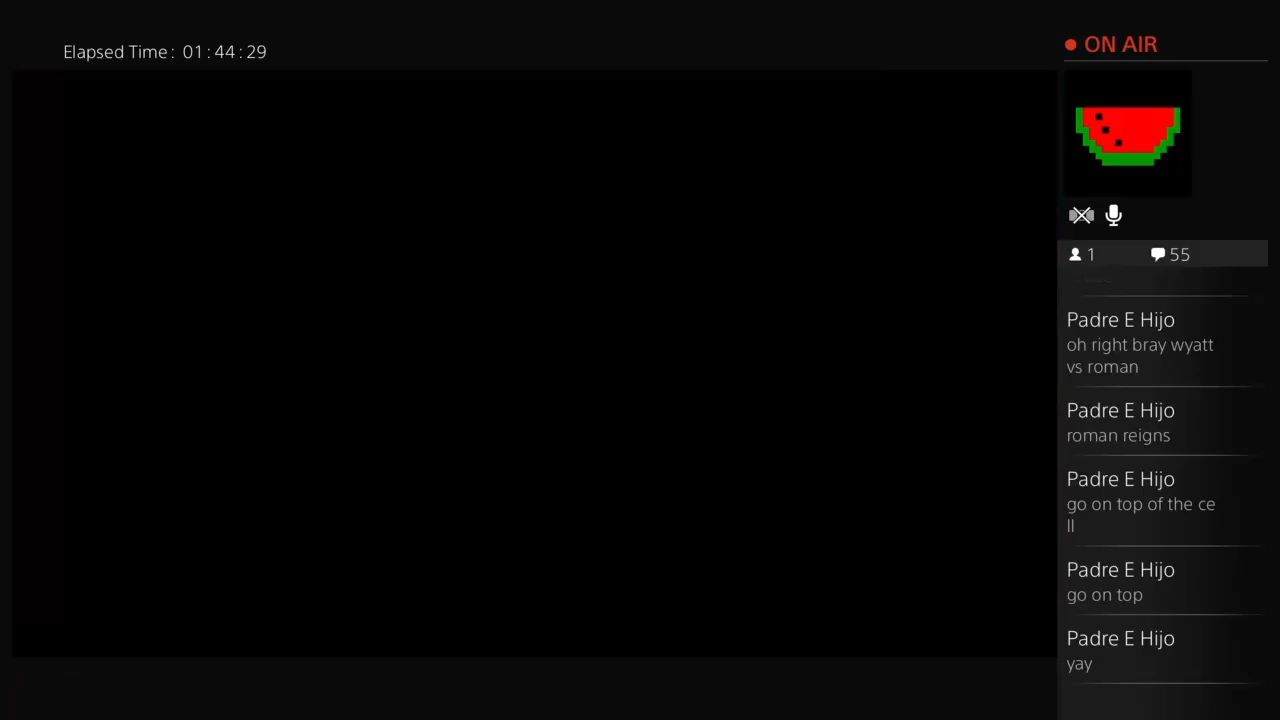 Elapsed Time: 01:44:29
ON AIR
1 55
Padre E Hijo
oh right bray wyatt
vs roman
Padre E Hijo
roman reigns
Padre E Hijo
go on top of the ce
ll
Padre E Hijo
go on top
Padre E Hijo
yay